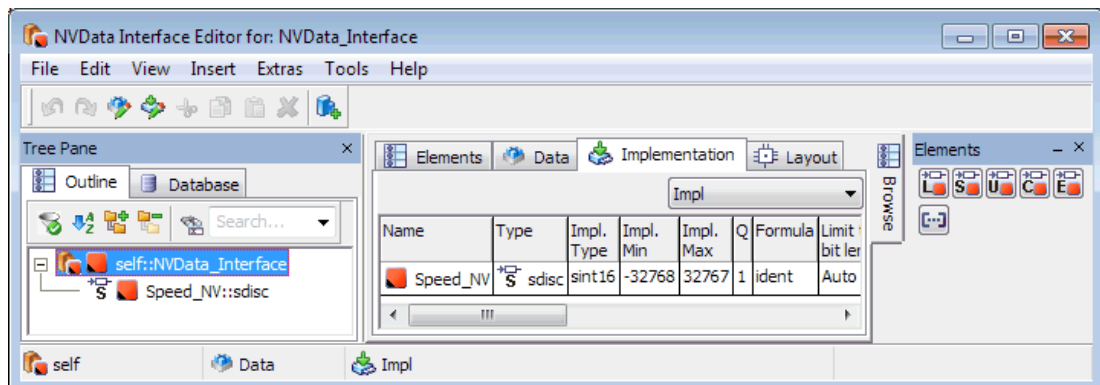 NVData Interface Editor for: NVData_Interface
File Edit View Insert Extras Tools Help
Tree Pane
Outline Database
Search...
self::NVData_Interface
S Speed_NV::sdisc
Elements Data Implementation Layout
Impl
Name Type Impl. Type Impl. Min Impl. Max Q Formula Limit bit
Speed_NV S sdisc sint16 -32768 32767 1 ident Auto
Browse
Elements
L S U C E
self Data Impl